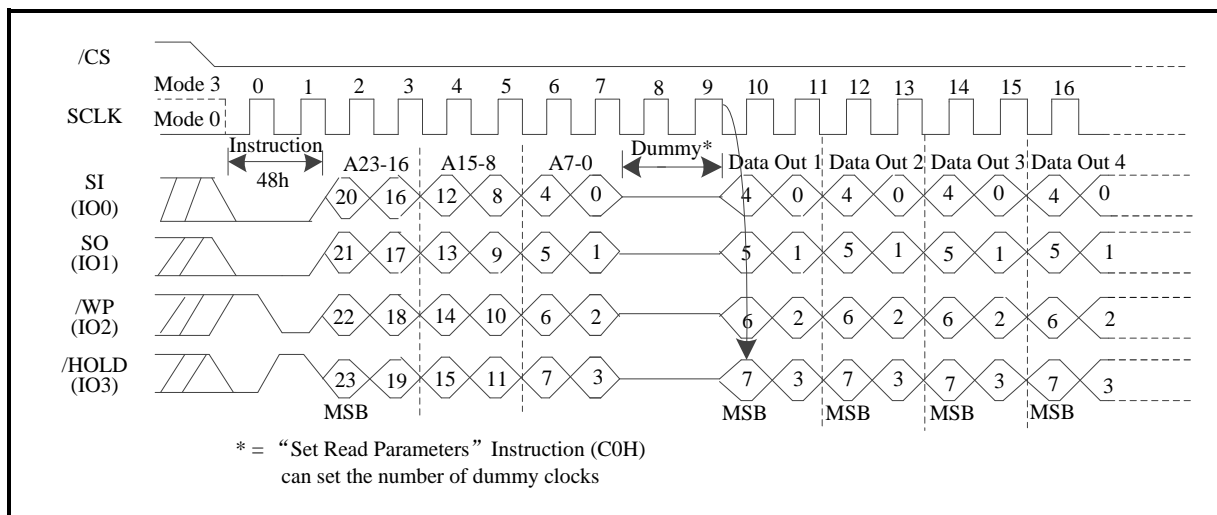 /CS
Mode 3 0 1 2 3 4 5 6 7 8 9 10 11 12 13 14 15 16
SCLK Mode 0
Instruction A23-16 A15-8 A7-0 Dummy* Data Out 1 Data Out 2 Data Out 3 Data Out 4
48h
SI
(IO0) 20 16 12 8 4 0 4 0 4 0 4 0 4 0
SO
(IO1) 21 17 13 9 5 1 5 1 5 1 5 1 5 1
/WP
(IO2) 22 18 14 10 6 2 6 2 6 2 6 2 6 2
/HOLD
(IO3) 23 19 15 11 7 3 7 3 7 3 7 3 7 3
MSB MSB MSB MSB MSB
* = “Set Read Parameters” Instruction (C0H)
can set the number of dummy clocks